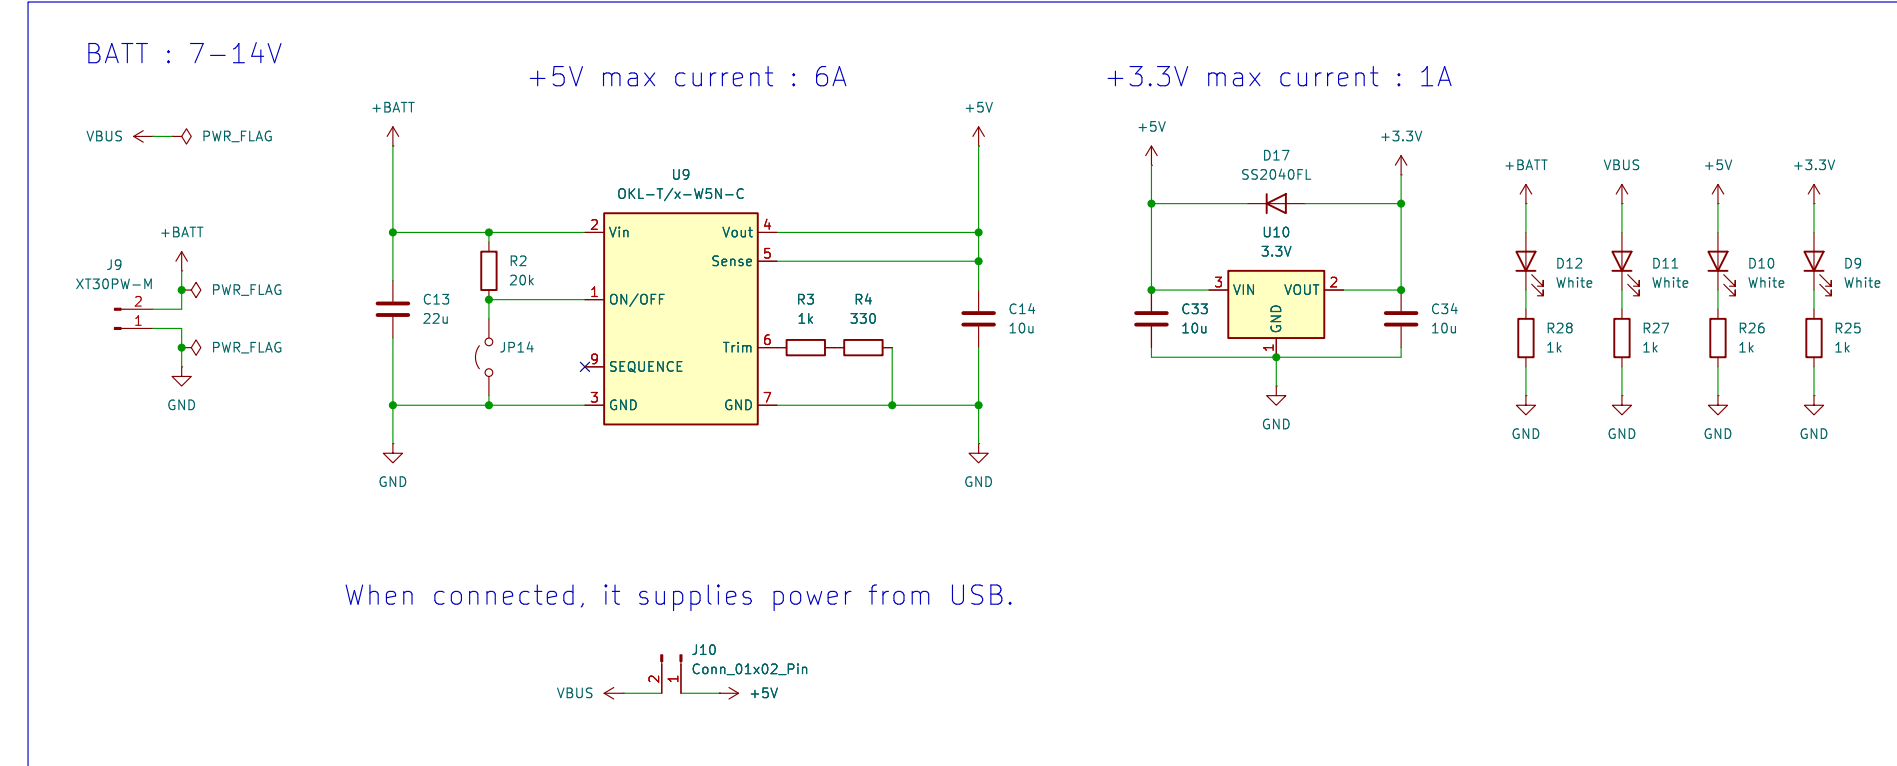 BATT : 7-14V
+5V max current : 6A
+3.3V max current : 1A
VBUS
PWR_FLAG
+BATT
J9
XT30PW-M
2
1
PWR_FLAG
PWR_FLAG
GND
+BATT
C13
22u
GND
R2
20k
JP14
U9
OKL-T/x-W5N-C
2
Vin
1
ON/OFF
9
SEQUENCE
3
GND
Vout
4
Sense
5
Trim
6
GND
7
R3
1k
R4
330
+5V
C14
10u
GND
+5V
D17
SS2040FL
+3.3V
U10
3.3V
3
VIN
VOUT
2
GND
1
C33
10u
C34
10u
GND
+BATT
D12
White
R28
1k
GND
VBUS
D11
White
R27
1k
GND
+5V
D10
White
R26
1k
GND
+3.3V
D9
White
R25
1k
GND
When connected, it supplies power from USB.
J10
Conn_01x02_Pin
2
1
VBUS
+5V